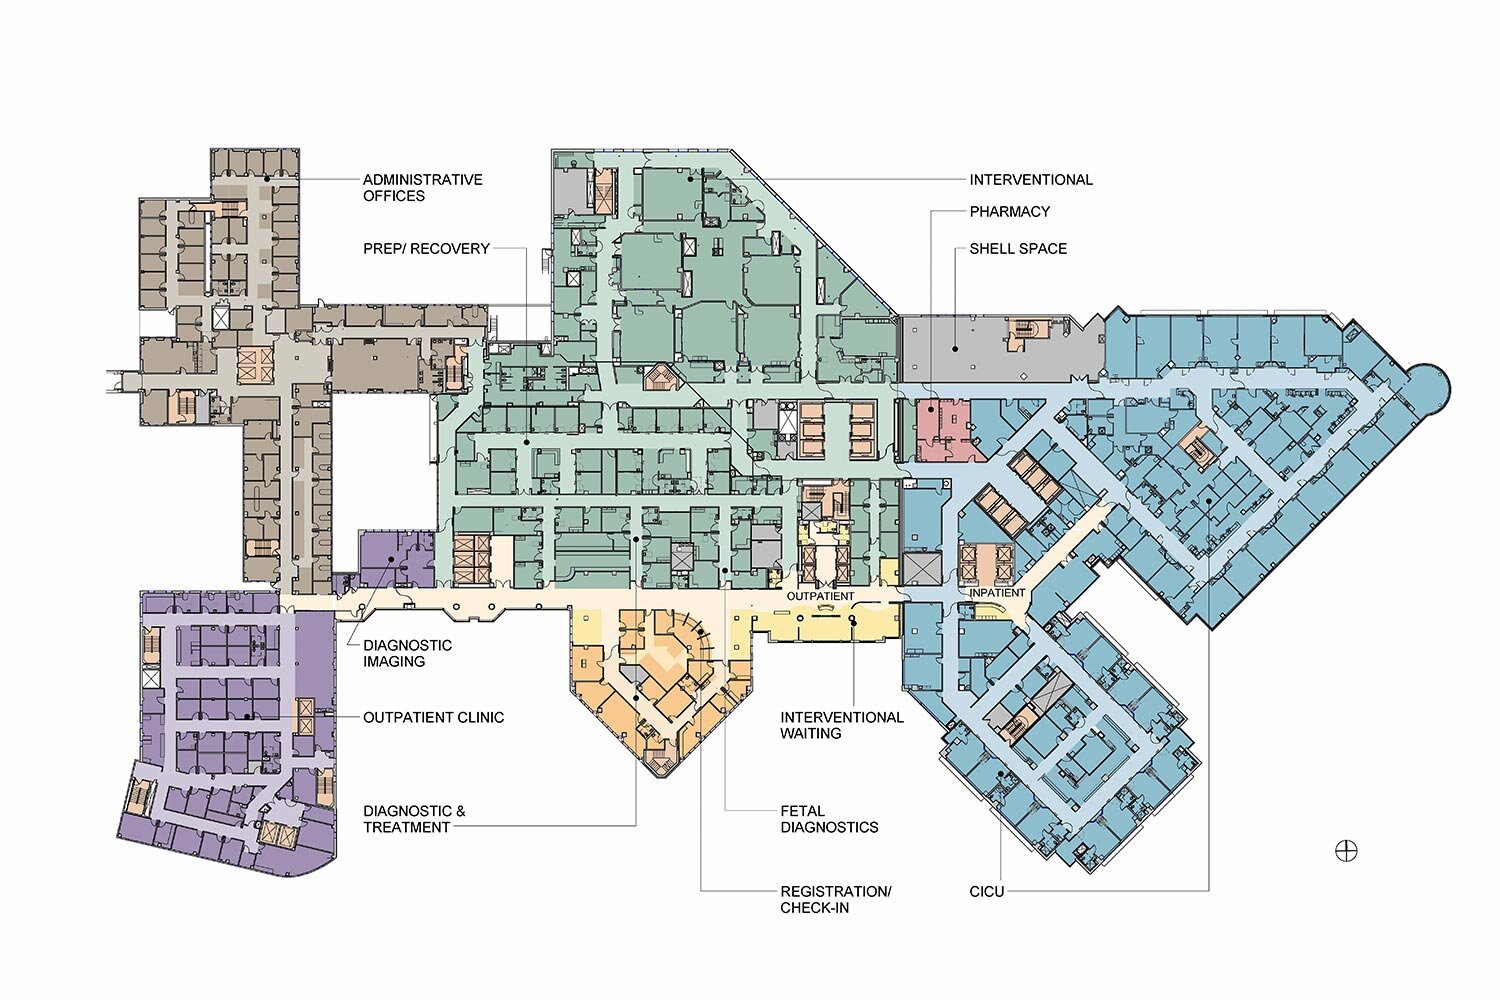 ADMINISTRATIVE
OFFICES
PREP/ RECOVERY
INTERVENTIONAL
PHARMACY
SHELL SPACE
OUTPATIENT
INPATIENT
DIAGNOSTIC
IMAGING
OUTPATIENT CLINIC
INTERVENTIONAL
WAITING
DIAGNOSTIC &
TREATMENT
FETAL
DIAGNOSTICS
REGISTRATION/
CHECK-IN
CICU